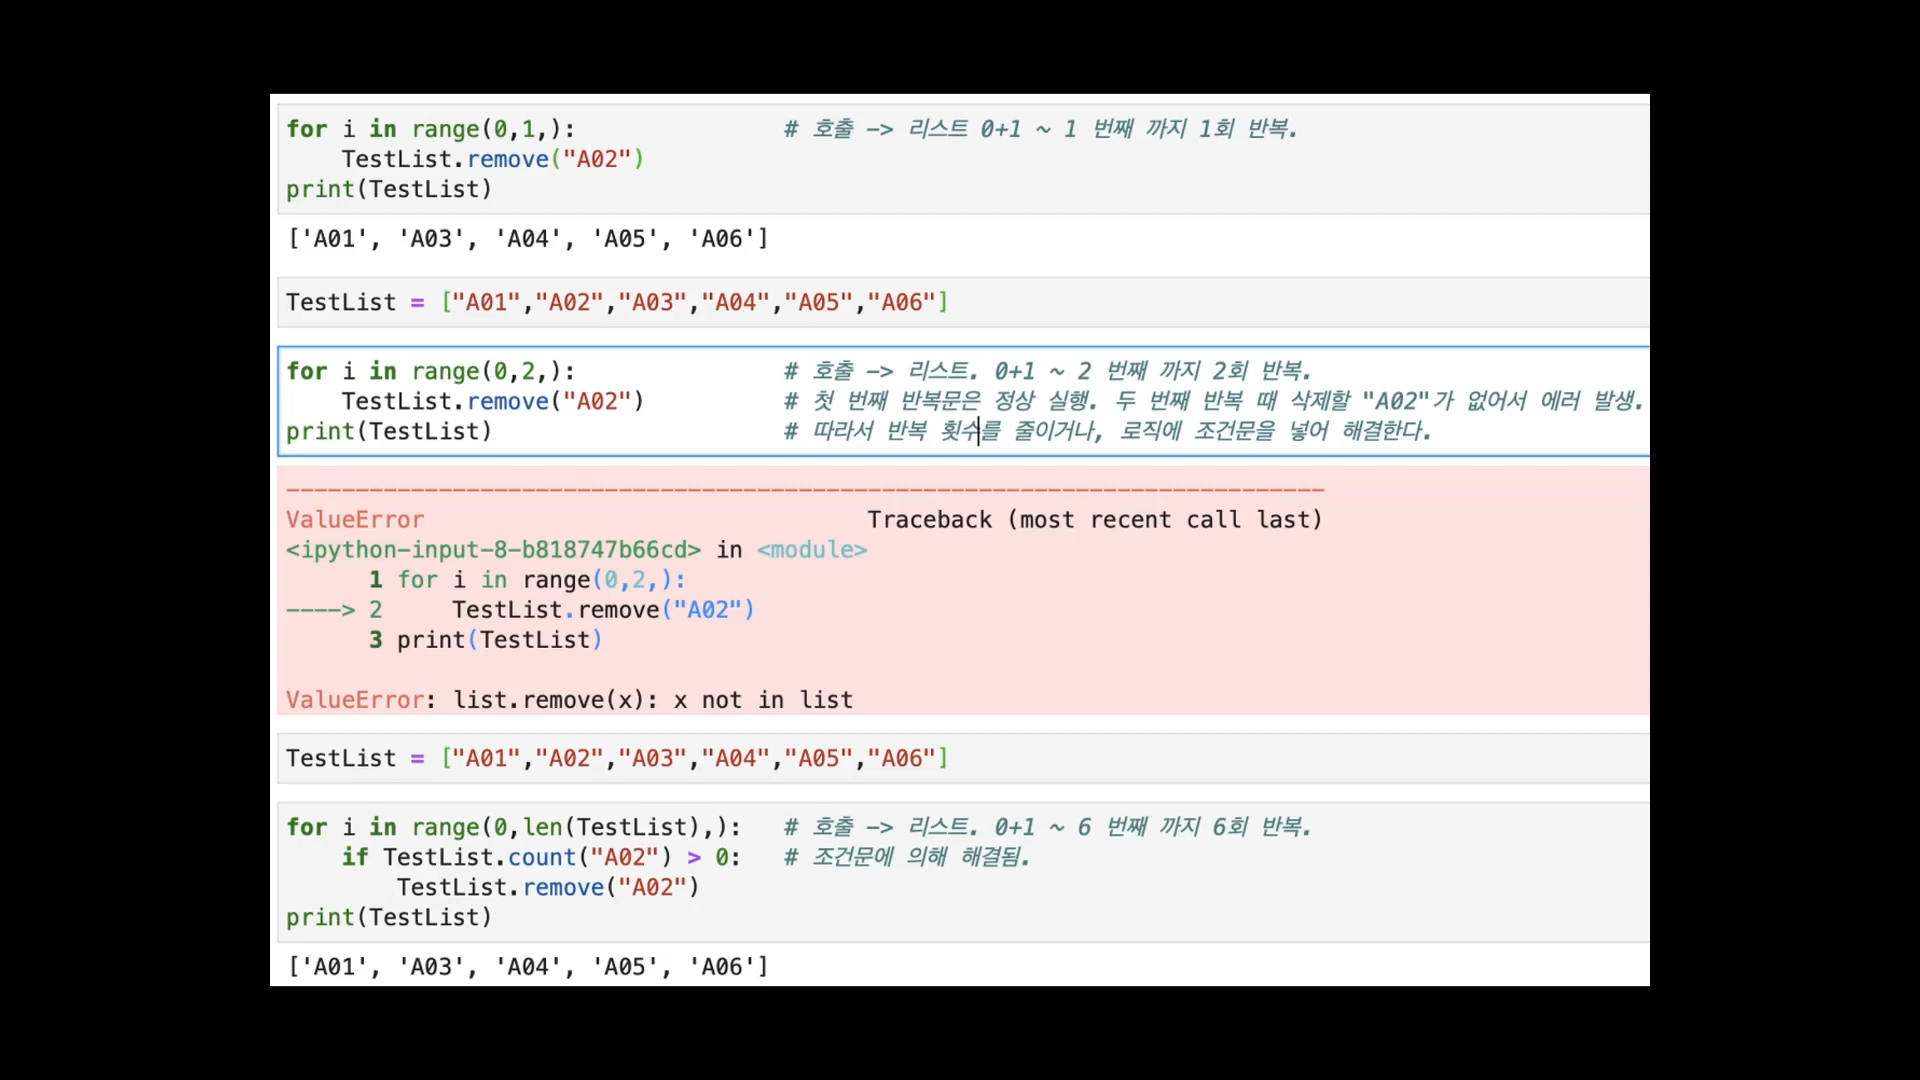 for i in range(0,1,): # 호출 -> 리스트 0+1 ~ 1 번째 까지 1회 반복.
    TestList.remove("A02")
print(TestList)
['A01', 'A03', 'A04', 'A05', 'A06']
TestList = ["A01","A02","A03","A04","A05","A06"]
for i in range(0,2,): # 호출 -> 리스트. 0+1 ~ 2 번째 까지 2회 반복.
    TestList.remove("A02") # 첫 번째 반복문은 정상 실행. 두 번째 반복 때 삭제할 "A02"가 없어서 에러 발생.
print(TestList) # 따라서 반복 횟수를 줄이거나, 로직에 조건문을 넣어 해결한다.
---------------------------------------------------------------------------
ValueError Traceback (most recent call last)
<ipython-input-8-b818747b66cd> in <module>
      1 for i in range(0,2,):
----> 2     TestList.remove("A02")
      3 print(TestList)
ValueError: list.remove(x): x not in list
TestList = ["A01","A02","A03","A04","A05","A06"]
for i in range(0,len(TestList),): # 호출 -> 리스트. 0+1 ~ 6 번째 까지 6회 반복.
    if TestList.count("A02") > 0: # 조건문에 의해 해결됨.
        TestList.remove("A02")
print(TestList)
['A01', 'A03', 'A04', 'A05', 'A06']